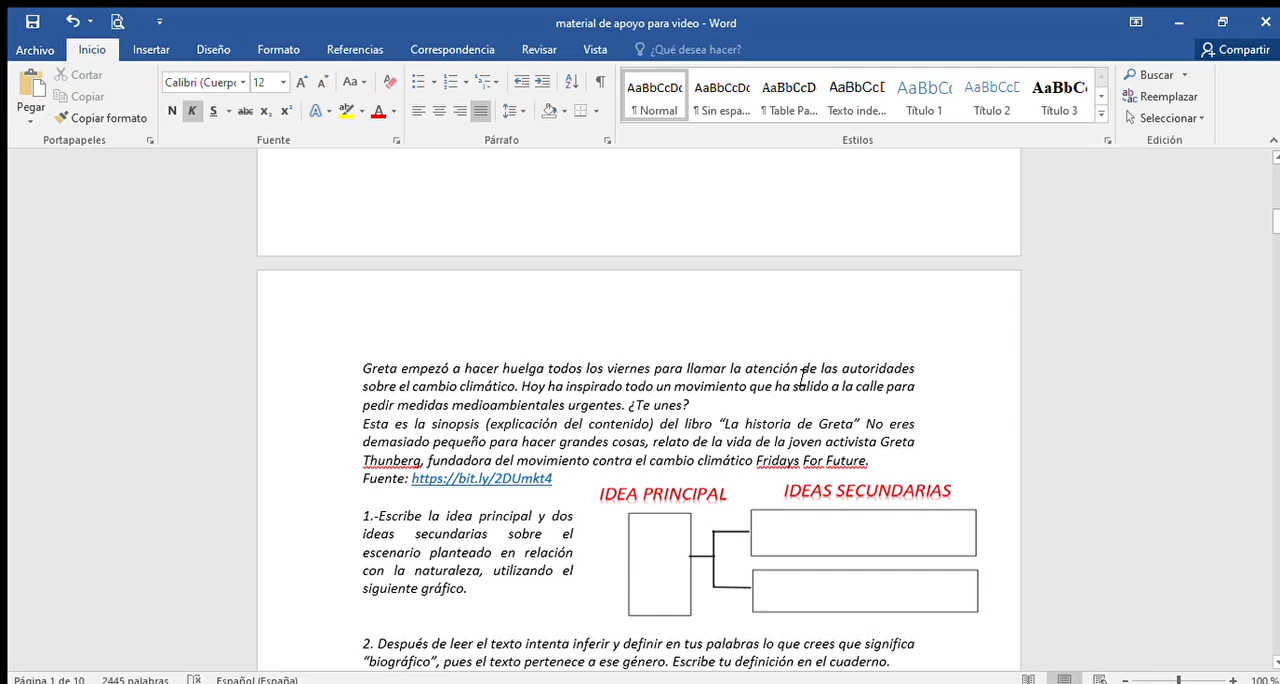 material de apoyo para video - Word
Archivo Inicio Insertar Diseño Formato Referencias Correspondencia Revisar Vista ¿Qué desea hacer? Compartir
Pegar
Cortar
Copiar
Copiar formato
Portapapeles
Calibri (Cuerpo 12
N K S abc x₂ x² A
Fuente
Párrafo
AaBbCcDc AaBbCcDc AaBbCcD AaBbCcI AaBbCc AaBbCcD AaBbC
¶ Normal ¶ Sin espa... ¶ Table Pa... Texto inde... Título 1 Título 2 Título 3
Estilos
Buscar
Reemplazar
Seleccionar
Edición
Greta empezó a hacer huelga todos los viernes para llamar la atención de las autoridades
sobre el cambio climático. Hoy ha inspirado todo un movimiento que ha salido a la calle para
pedir medidas medioambientales urgentes. ¿Te unes?
Esta es la sinopsis (explicación del contenido) del libro “La historia de Greta” No eres
demasiado pequeño para hacer grandes cosas, relato de la vida de la joven activista Greta
Thunberg, fundadora del movimiento contra el cambio climático Fridays For Future.
Fuente: https://bit.ly/2DUmkt4
IDEA PRINCIPAL IDEAS SECUNDARIAS
1.-Escribe la idea principal y dos
ideas secundarias sobre el
escenario planteado en relación
con la naturaleza, utilizando el
siguiente gráfico.
2. Después de leer el texto intenta inferir y definir en tus palabras lo que crees que significa
“biográfico”, pues el texto pertenece a ese género. Escribe tu definición en el cuaderno.
Página 1 de 10 2445 palabras Español (España) 100 %